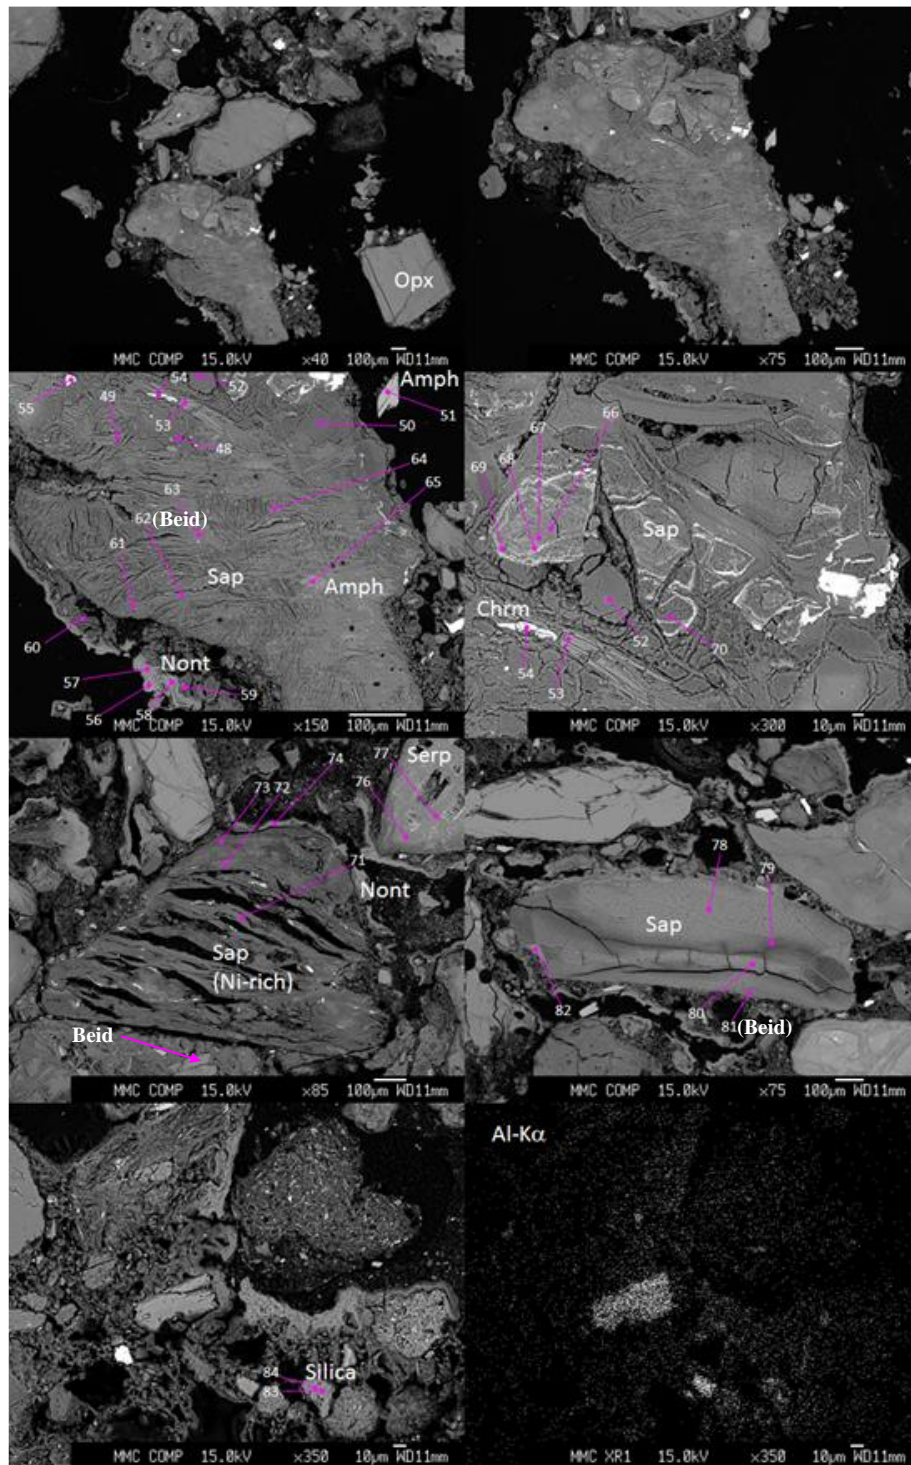 Opx
MMC COMP 15.0kV ×40 100μm WD11mm
MMC COMP 15.0kV ×75 100μm WD11mm
54 52 Amph
55 49 51
53 50
48
64
63 65
62 (Beid)
61
Sap Amph
60
Nont
57 59
56 58
MMC COMP 15.0kV ×150 100μm WD11mm
67 66
68
69
Sap
Chrm
52
54 53 70
MMC COMP 15.0kV ×300 10μm WD11mm
74 77 Serp
73 72 76
71
Nont
Sap
(Ni-rich)
Beid
MMC COMP 15.0kV ×85 100μm WD11mm
78
79
Sap
82 80
81 (Beid)
MMC COMP 15.0kV ×75 100μm WD11mm
84 Silica
83
MMC COMP 15.0kV ×350 10μm WD11mm
Al-Kα
MMC XR1 15.0kV ×350 10μm WD11mm